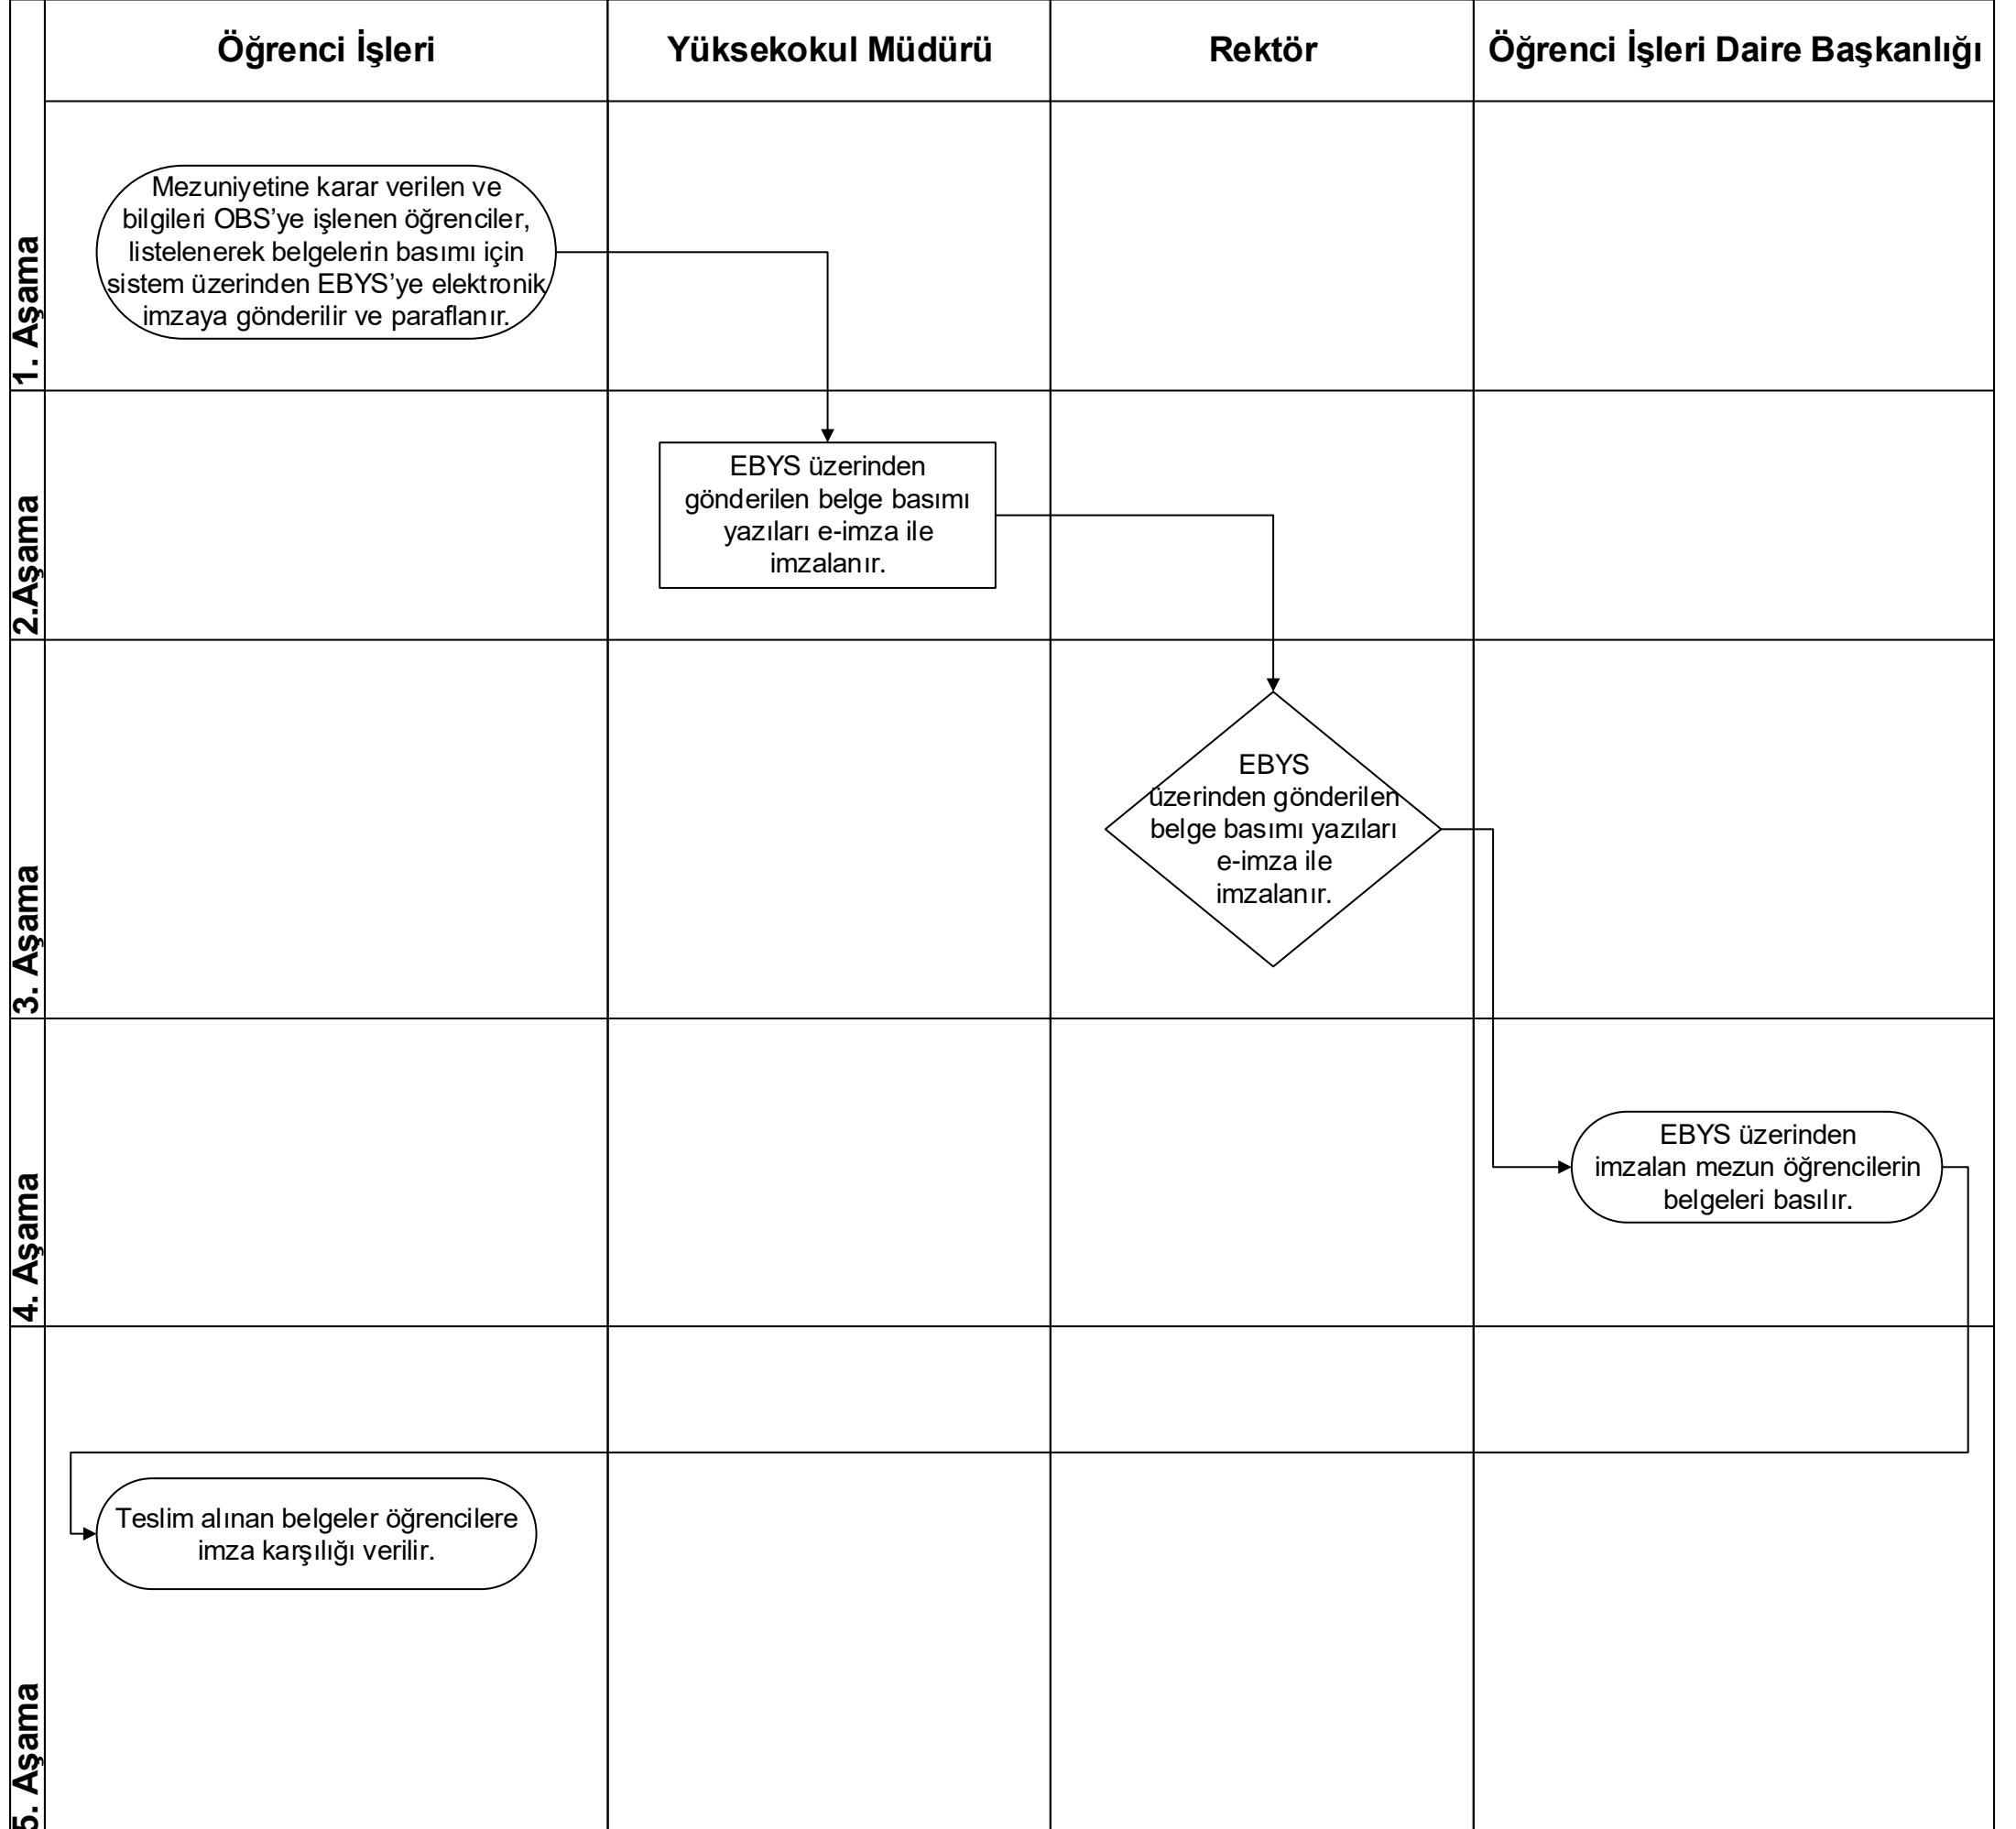 Öğrenci İşleri
Yüksekokul Müdürü
Rektör
Öğrenci İşleri Daire Başkanlığı
1. Aşama
Mezuniyetine karar verilen ve
bilgileri OBS’ye işlenen öğrenciler,
listelenerek belgelerin basımı için
sistem üzerinden EBYS’ye elektronik
imzaya gönderilir ve paraflanır.
2.Aşama
EBYS üzerinden
gönderilen belge basımı
yazıları e-imza ile
imzalanır.
3. Aşama
EBYS
üzerinden gönderilen
belge basımı yazıları
e-imza ile
imzalanır.
4. Aşama
EBYS üzerinden
imzalan mezun öğrencilerin
belgeleri basılır.
5. Aşama
Teslim alınan belgeler öğrencilere
imza karşılığı verilir.